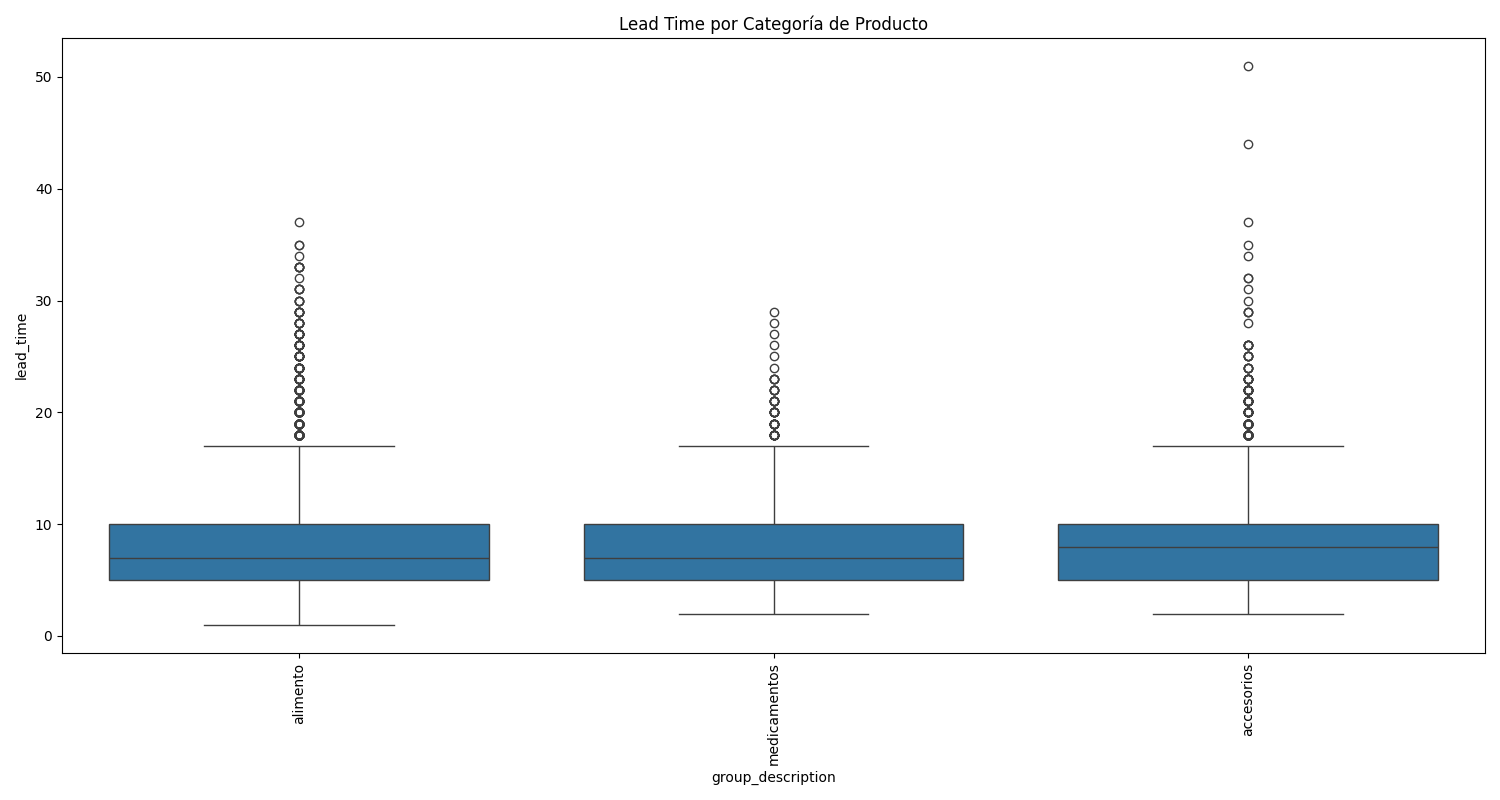 Lead Time por Categoría de Producto
50
40
30
20
10
0
lead_time
alimento
medicamentos
accesorios
group_description